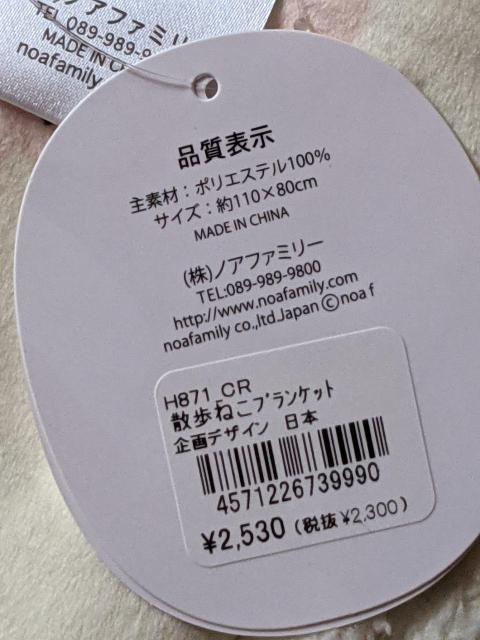 ノアファミリー
TEL 089-989-9
MADE IN CH
noafamily
品質表示
主素材：ポリエステル100%
サイズ：約110×80cm
MADE IN CHINA
(株)ノアファミリー
TEL:089-989-9800
http://www.noafamily.com
noafamily co.,ltd.Japan ©noa f
H871 CR
散歩ねこブランケット
企画デザイン 日本
4571226739990
¥2,530 (税抜¥2,300)